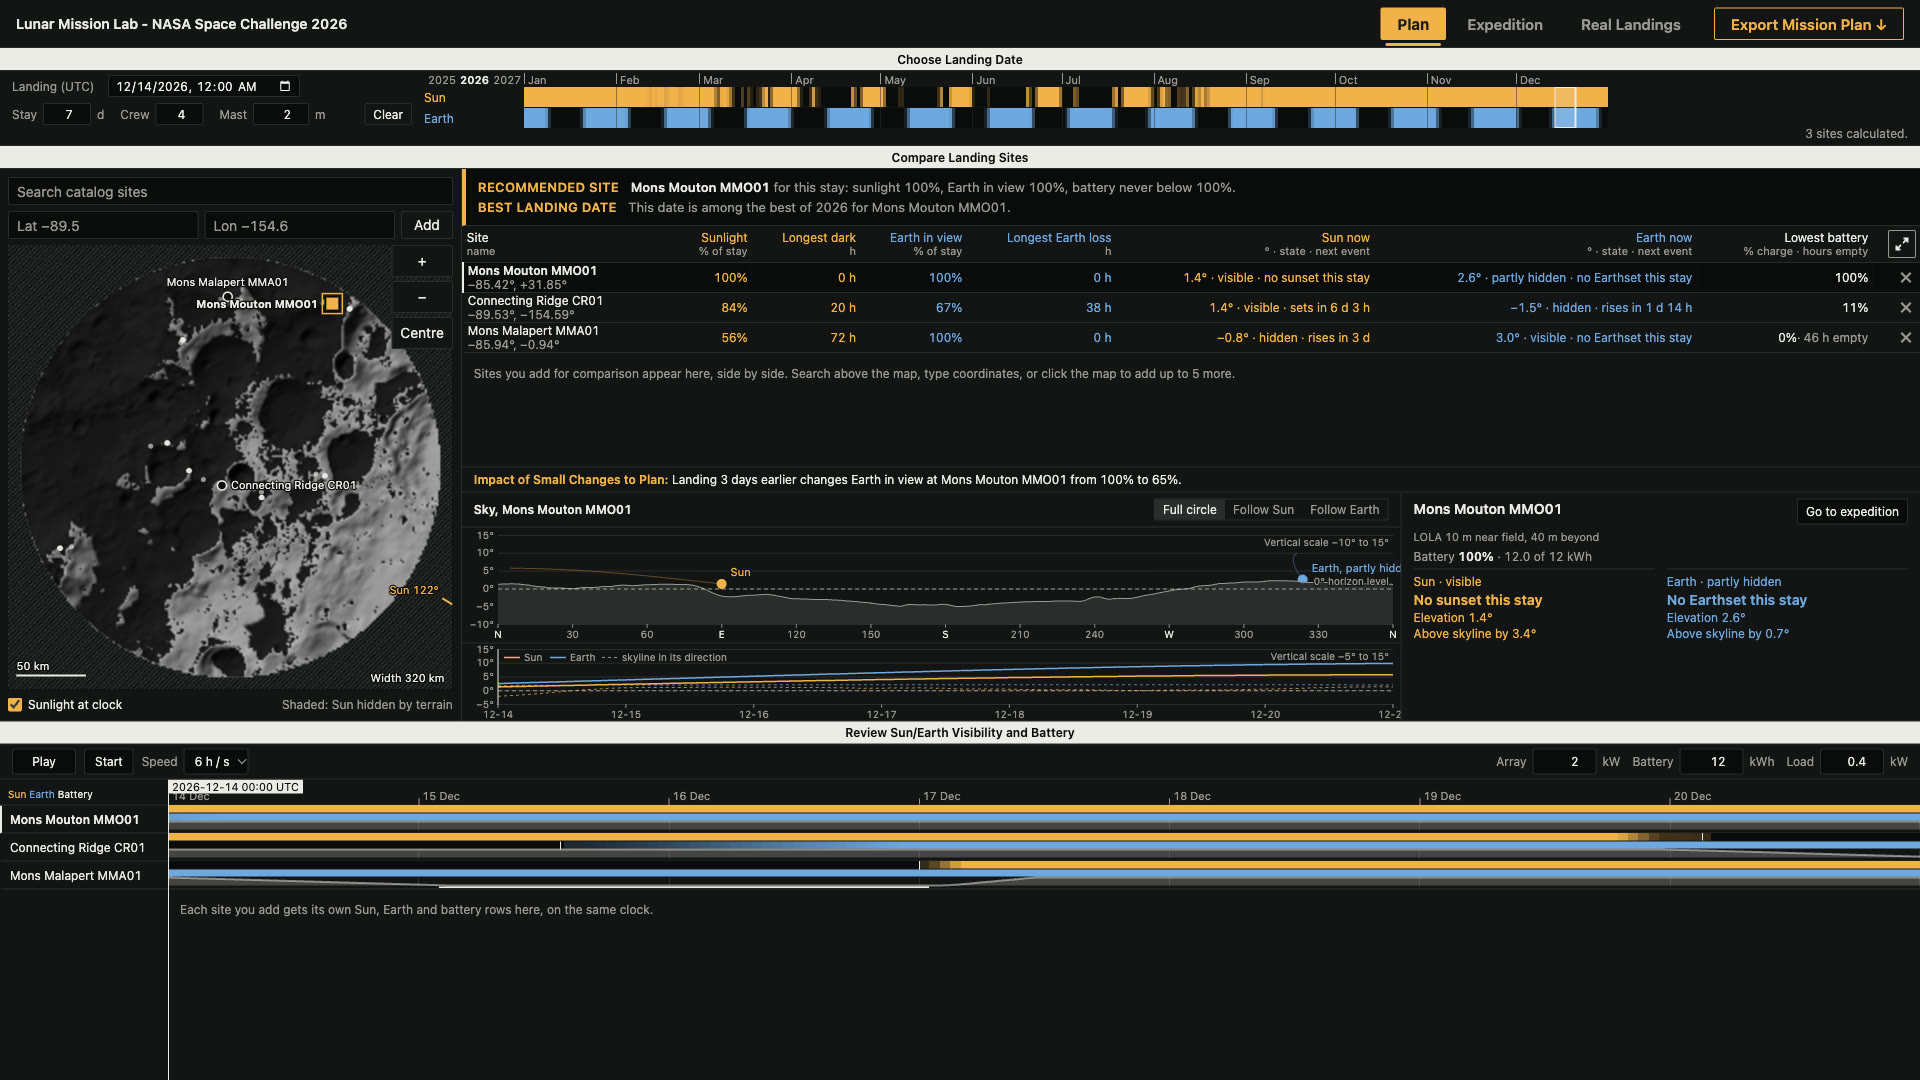 Lunar Mission Lab - NASA Space Challenge 2026
Plan
Expedition
Real Landings
Export Mission Plan ↓
Choose Landing Date
Landing (UTC) 12/14/2026, 12:00 AM
Stay 7 d Crew 4 Mast 2 m Clear
2025 2026 2027 Jan Feb Mar Apr May Jun Jul Aug Sep Oct Nov Dec
Sun
Earth
3 sites calculated.
Compare Landing Sites
Search catalog sites
Lat −89.5 Lon −154.6 Add
+
−
Centre
Mons Malapert MMA01
Mons Mouton MMO01
Connecting Ridge CR01
Sun 122°
50 km
Width 320 km
Sunlight at clock
Shaded: Sun hidden by terrain
RECOMMENDED SITE Mons Mouton MMO01 for this stay: sunlight 100%, Earth in view 100%, battery never below 100%.
BEST LANDING DATE This date is among the best of 2026 for Mons Mouton MMO01.
Site Sunlight Longest dark Earth in view Longest Earth loss Sun now Earth now Lowest battery
name % of stay h % of stay h ° · state · next event ° · state · next event % charge · hours empty
Mons Mouton MMO01
−85.42°, +31.85°
100% 0 h 100% 0 h 1.4° · visible · no sunset this stay 2.6° · partly hidden · no Earthset this stay 100% ✕
Connecting Ridge CR01
−89.53°, −154.59°
84% 20 h 67% 38 h 1.4° · visible · sets in 6 d 3 h −1.5° · hidden · rises in 1 d 14 h 11% ✕
Mons Malapert MMA01
−85.94°, −0.94°
56% 72 h 100% 0 h −0.8° · hidden · rises in 3 d 3.0° · visible · no Earthset this stay 0% · 46 h empty ✕
Sites you add for comparison appear here, side by side. Search above the map, type coordinates, or click the map to add up to 5 more.
Impact of Small Changes to Plan: Landing 3 days earlier changes Earth in view at Mons Mouton MMO01 from 100% to 65%.
Sky, Mons Mouton MMO01
Full circle Follow Sun Follow Earth
Vertical scale −10° to 15°
15°
10°
5°
0°
−5°
−10°
Sun
Earth, partly hidd
0° horizon level
N 30 60 E 120 150 S 210 240 W 300 330 N
Sun Earth skyline in its direction
Vertical scale −5° to 15°
15°
10°
5°
0°
−5°
12-14 12-15 12-16 12-17 12-18 12-19 12-20 12-2
Mons Mouton MMO01
Go to expedition
LOLA 10 m near field, 40 m beyond
Battery 100% · 12.0 of 12 kWh
Sun · visible
No sunset this stay
Elevation 1.4°
Above skyline by 3.4°
Earth · partly hidden
No Earthset this stay
Elevation 2.6°
Above skyline by 0.7°
Review Sun/Earth Visibility and Battery
Play Start Speed 6 h / s
Array 2 kW Battery 12 kWh Load 0.4 kW
2026-12-14 00:00 UTC
Sun Earth Battery
14 Dec 15 Dec 16 Dec 17 Dec 18 Dec 19 Dec 20 Dec
Mons Mouton MMO01
Connecting Ridge CR01
Mons Malapert MMA01
Each site you add gets its own Sun, Earth and battery rows here, on the same clock.